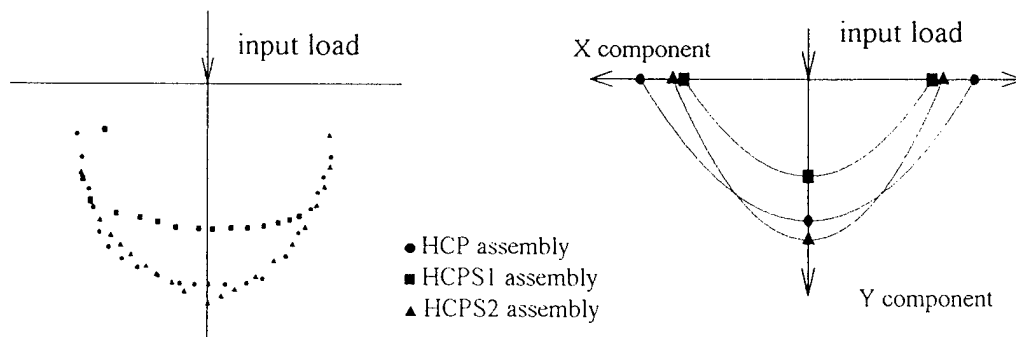 input load
HCP assembly
HCPS1 assembly
HCPS2 assembly
X component
input load
Y component